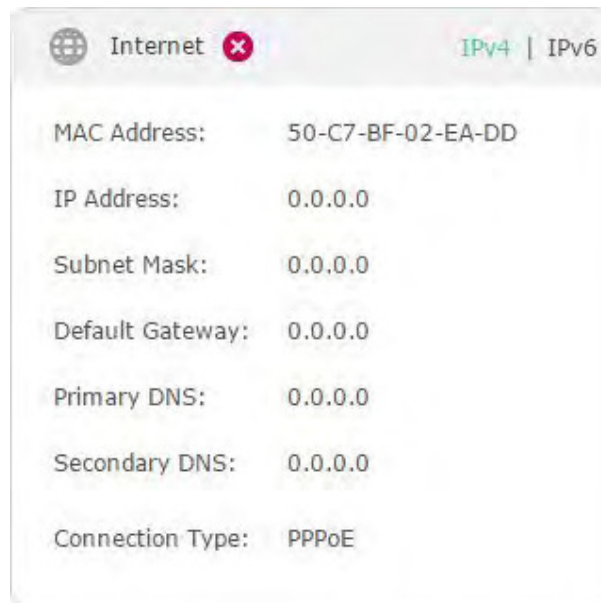 Internet IPv4 | IPv6
MAC Address: 50-C7-BF-02-EA-DD
IP Address: 0.0.0.0
Subnet Mask: 0.0.0.0
Default Gateway: 0.0.0.0
Primary DNS: 0.0.0.0
Secondary DNS: 0.0.0.0
Connection Type: PPPoE